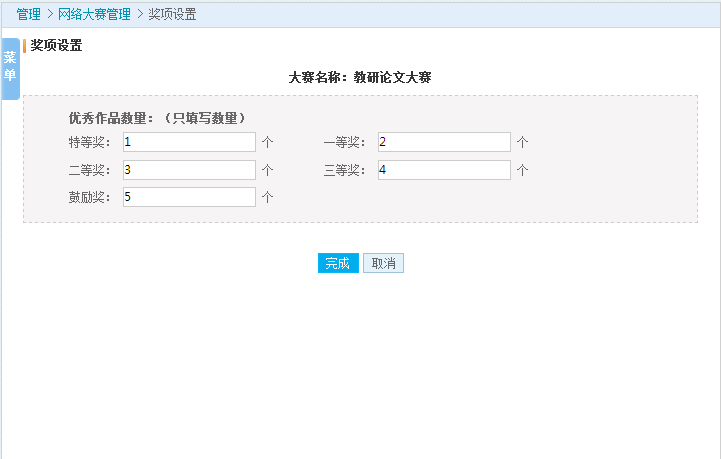 管理 > 网络大赛管理 > 奖项设置
菜单
奖项设置
大赛名称：教研论文大赛
优秀作品数量：（只填写数量）
特等奖： 1 个 一等奖： 2 个
二等奖： 3 个 三等奖： 4 个
鼓励奖： 5 个
完成 取消